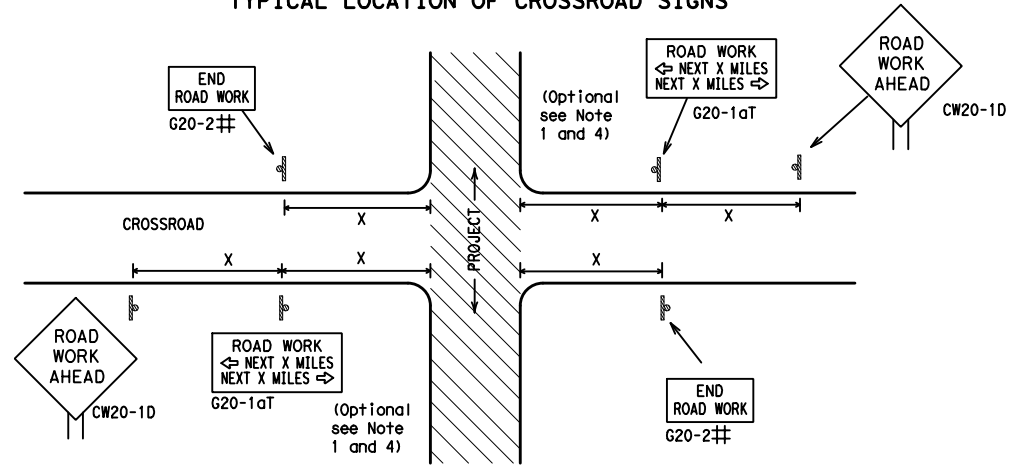 TYPICAL LOCATION OF CROSSROAD SIGNS
END
ROAD WORK
G20-2#
ROAD WORK
⇦ NEXT X MILES
NEXT X MILES ⇨
G20-1aT
(Optional
see Note
1 and 4)
ROAD
WORK
AHEAD
CW20-1D
X
X
X
CROSSROAD
PROJECT
X
X
X
ROAD
WORK
AHEAD
CW20-1D
ROAD WORK
⇦ NEXT X MILES
NEXT X MILES ⇨
G20-1aT
(Optional
see Note
1 and 4)
END
ROAD WORK
G20-2#